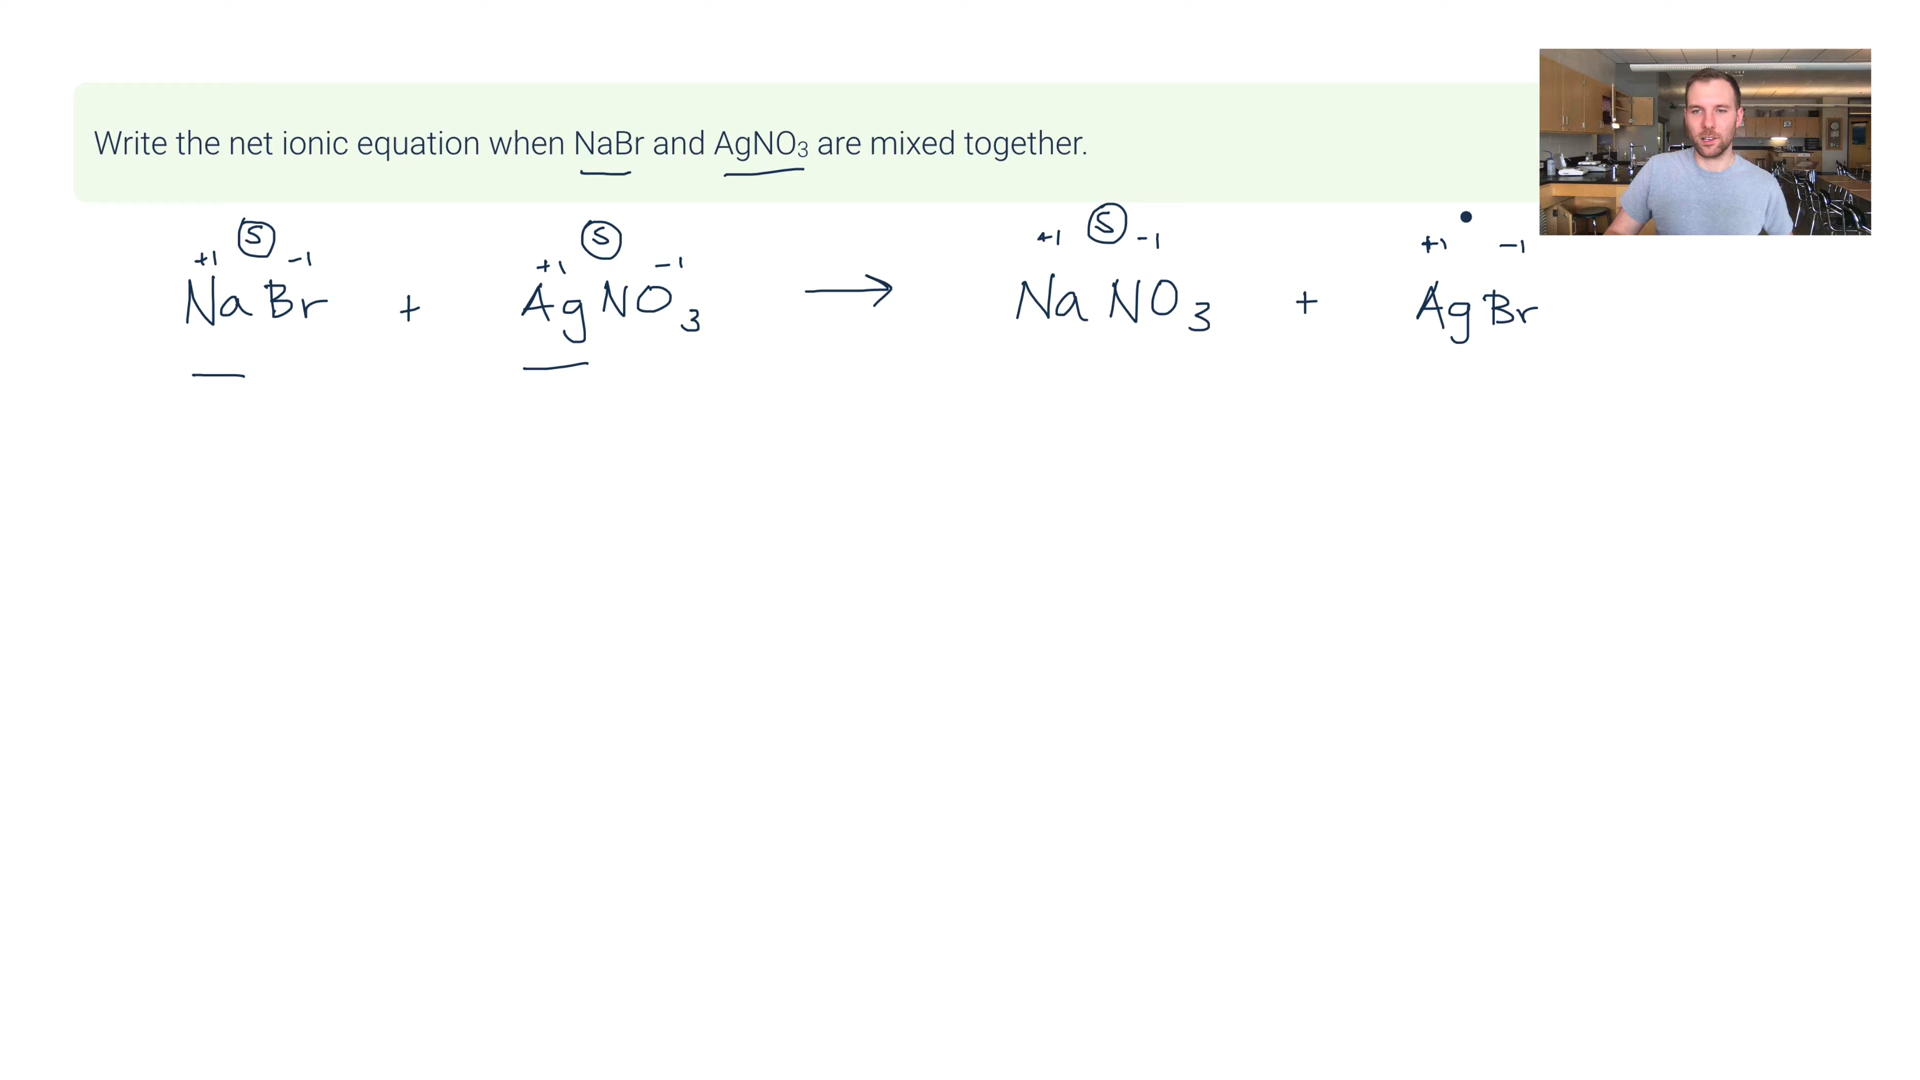 Write the net ionic equation when NaBr and AgNO₃ are mixed together.
S S S
+1 -1 +1 -1 +1 -1 +1 -1
NaBr + AgNO₃ → NaNO₃ + AgBr